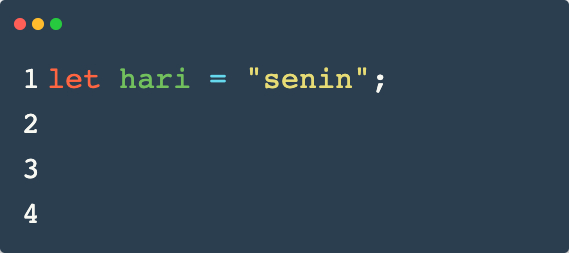 1 let hari = "senin";
2
3
4